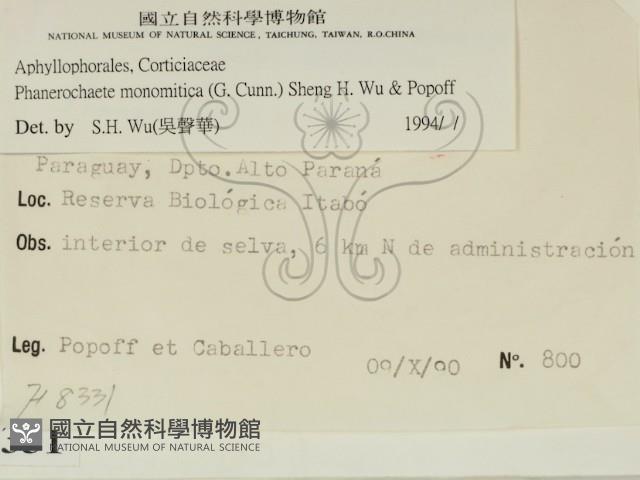 國立自然科學博物館
NATIONAL MUSEUM OF NATURAL SCIENCE, TAICHUNG, TAIWAN, R.O.CHINA
Aphyllophorales, Corticiaceae
Phanerochaete monomitica (G. Cunn.) Sheng H. Wu & Popoff
Det. by S.H. Wu(吳聲華) 1994/ /
Paraguay, Dpto.Alto Paraná
Loc. Reserva Biológica Itabó
Obs. interior de selva, 6 km N de administración
Leg. Popoff et Caballero /X/ Nº. 800
8331
國立自然科學博物館
NATIONAL MUSEUM OF NATURAL SCIENCE